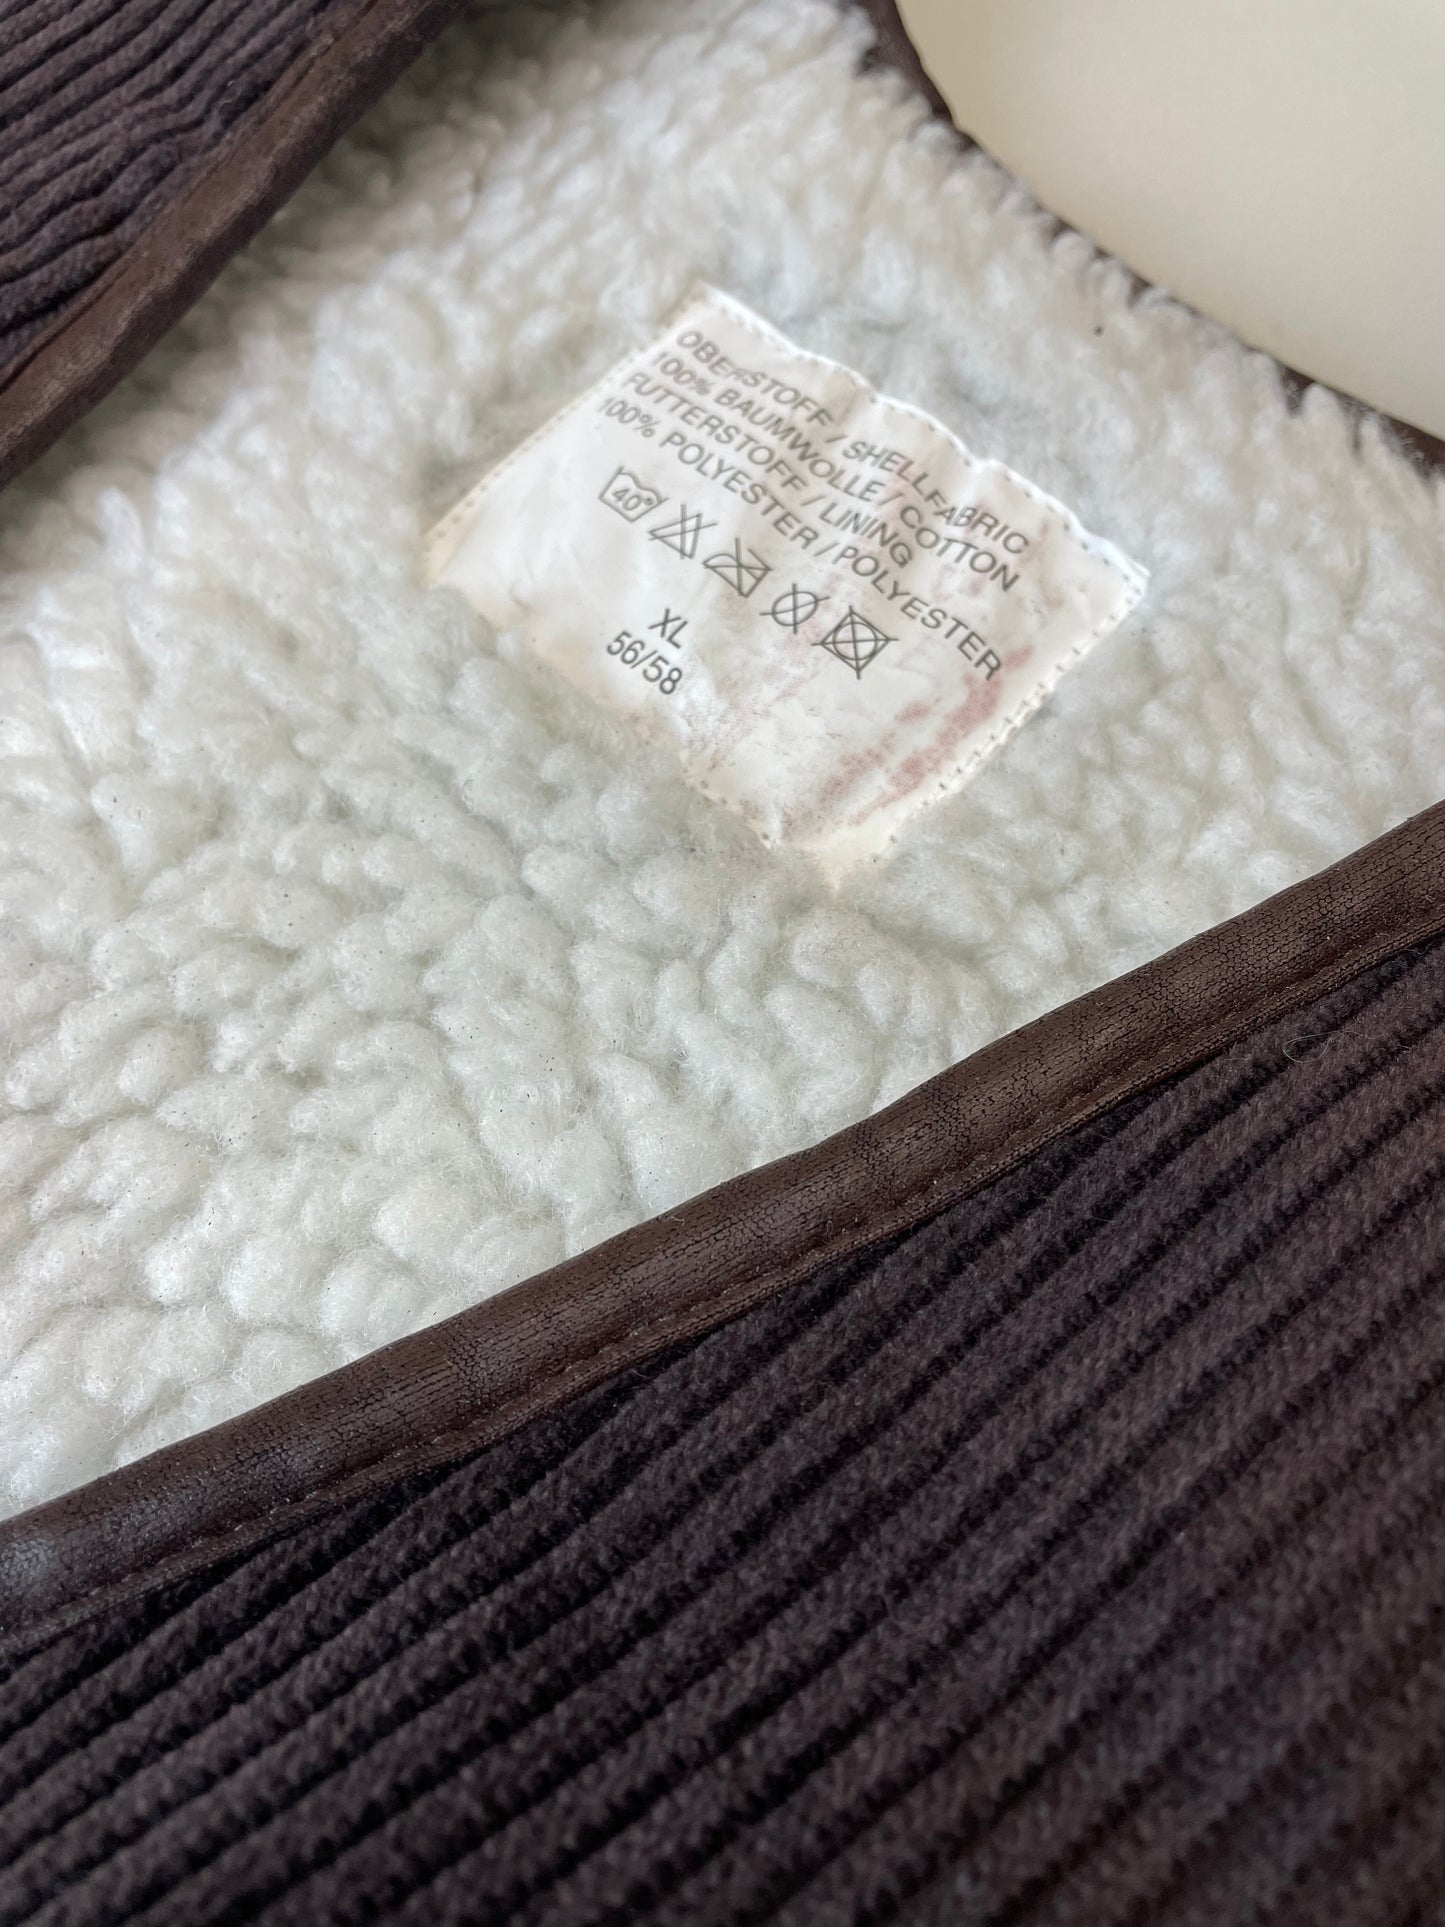 OBERSTOFF / SHELLFABRIC
100% BAUMWOLLE / COTTON
FUTTERSTOFF / LINING
100% POLYESTER / POLYESTER
40°
XL
56/58